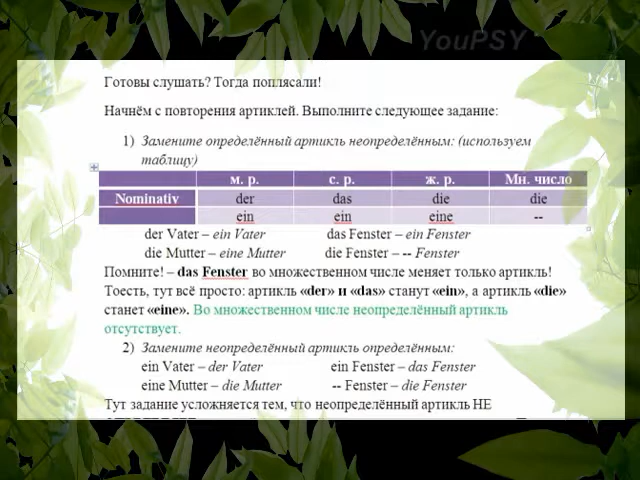 YouPSY
Готовы слушать? Тогда поплясали!
Начнём с повторения артиклей. Выполните следующее задание:
1) Замените определённый артикль неопределённым: (используем
таблицу)
м. р. с. р. ж. р. Мн. число
Nominativ der das die die
ein ein eine --
der Vater – ein Vater das Fenster – ein Fenster
die Mutter – eine Mutter die Fenster – -- Fenster
Помните! – das Fenster во множественном числе меняет только артикль!
Тоесть, тут всё просто: артикль «der» и «das» станут «ein», а артикль «die»
станет «eine». Во множественном числе неопределённый артикль
отсутствует.
2) Замените неопределённый артикль определённым:
ein Vater – der Vater ein Fenster – das Fenster
eine Mutter – die Mutter -- Fenster – die Fenster
Тут задание усложняется тем, что неопределённый артикль НЕ